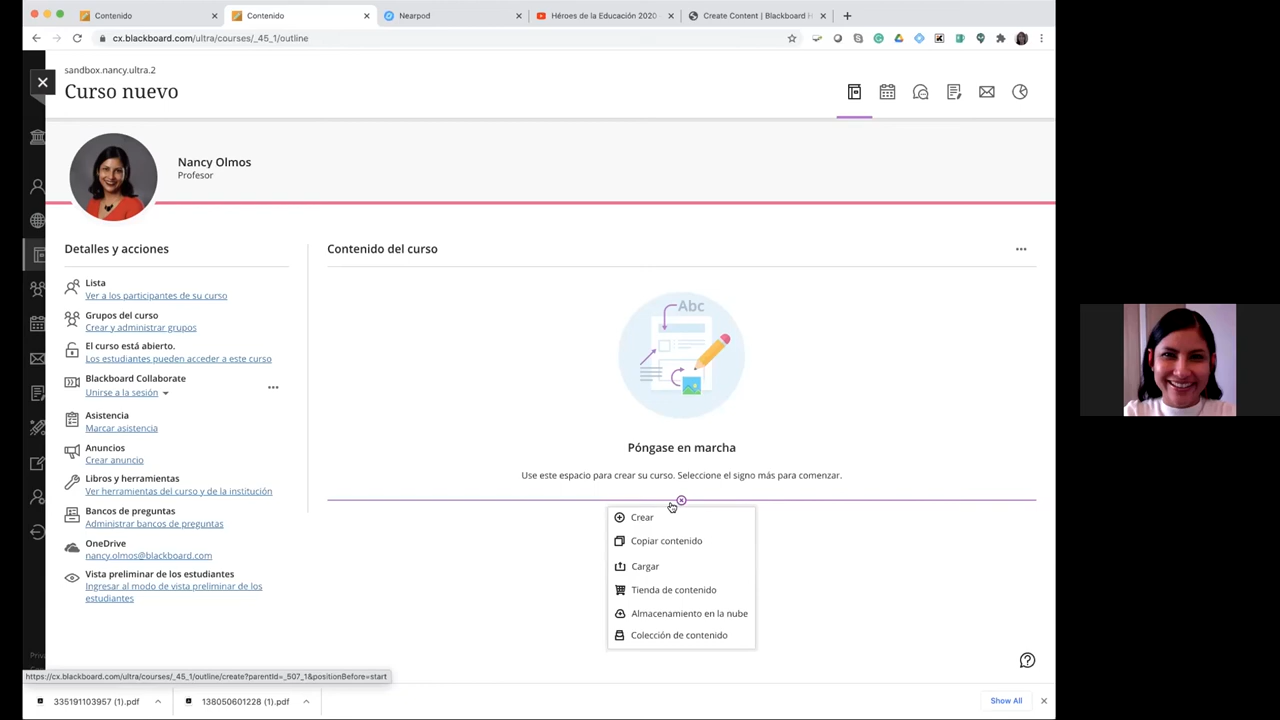 Contenido
Contenido
Nearpod
Héroes de la Educación 2020
Create Content | Blackboard H
cx.blackboard.com/ultra/courses/_45_1/outline
sandbox.nancy.ultra.2
Curso nuevo
Nancy Olmos
Profesor
Detalles y acciones
Lista
Ver a los participantes de su curso
Grupos del curso
Crear y administrar grupos
El curso está abierto.
Los estudiantes pueden acceder a este curso
Blackboard Collaborate
Unirse a la sesión
Asistencia
Marcar asistencia
Anuncios
Crear anuncio
Libros y herramientas
Ver herramientas del curso y de la institución
Bancos de preguntas
Administrar bancos de preguntas
OneDrive
nancy.olmos@blackboard.com
Vista preliminar de los estudiantes
Ingresar al modo de vista preliminar de los
estudiantes
Contenido del curso
Abc
Póngase en marcha
Use este espacio para crear su curso. Seleccione el signo más para comenzar.
Crear
Copiar contenido
Cargar
Tienda de contenido
Almacenamiento en la nube
Colección de contenido
Priva
https://cx.blackboard.com/ultra/courses/_45_1/outline/create?parentId=_507_1&positionBefore=start
335191103957 (1).pdf
138050601228 (1).pdf
Show All